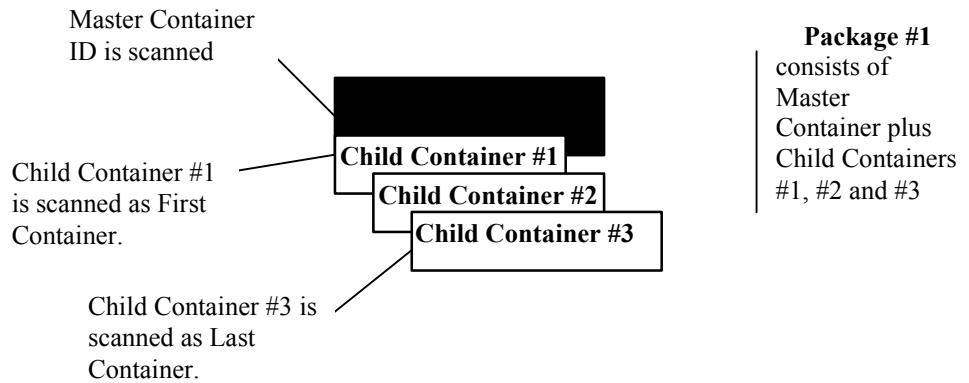 Master Container
ID is scanned
Package #1
consists of
Master
Container plus
Child Containers
#1, #2 and #3
Child Container #1
is scanned as First
Container.
Child Container #1
Child Container #2
Child Container #3
Child Container #3 is
scanned as Last
Container.